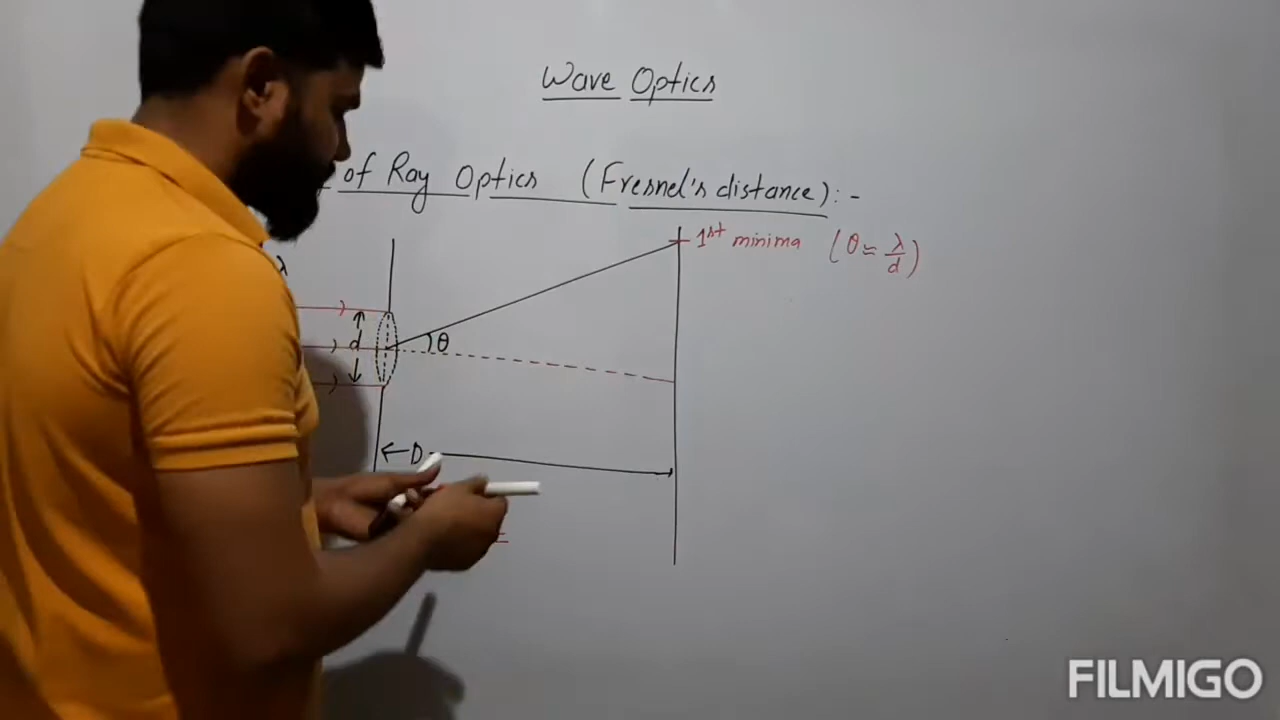 Wave Optics
of Ray Optics (Fresnel's distance) :-
1st minima (θ ≈ λ/d)
λ
d
θ
D
=
FILMIGO